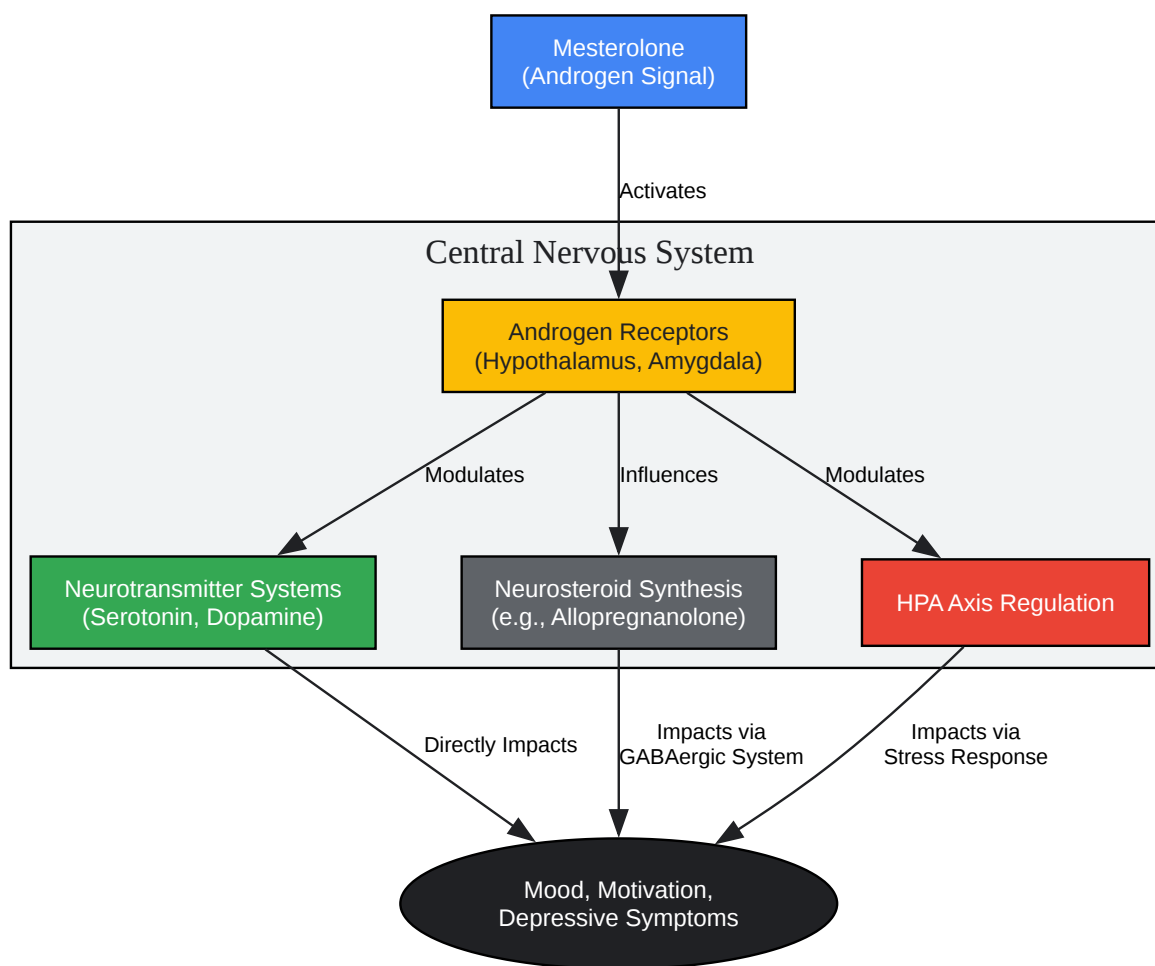 Mesterolone
(Androgen Signal)
Activates
Central Nervous System
Androgen Receptors
(Hypothalamus, Amygdala)
Modulates
Influences
Modulates
Neurotransmitter Systems
(Serotonin, Dopamine)
Neurosteroid Synthesis
(e.g., Allopregnanolone)
HPA Axis Regulation
Directly Impacts
Impacts via
GABAergic System
Impacts via
Stress Response
Mood, Motivation,
Depressive Symptoms